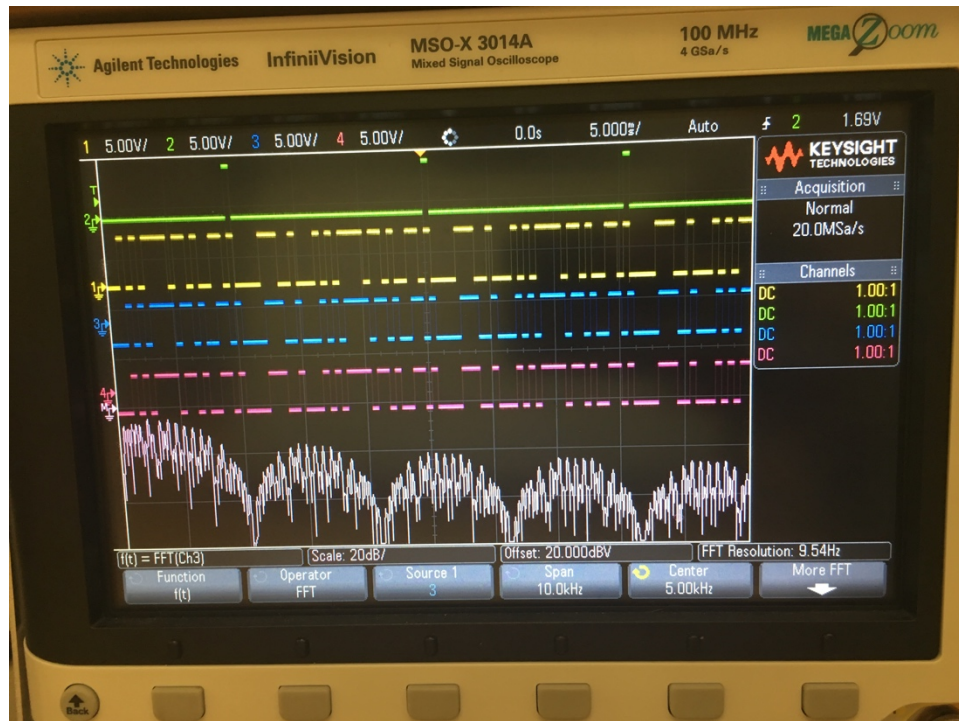 Agilent Technologies InfiniiVision MSO-X 3014A 100 MHz MEGA Zoom
Mixed Signal Oscilloscope 4 GSa/s
1 5.00V/ 2 5.00V/ 3 5.00V/ 4 5.00V/ 0.0s 5.000s/ Auto 2 1.69V
KEYSIGHT
TECHNOLOGIES
Acquisition
Normal
20.0MSa/s
Channels
DC 1.00:1
DC 1.00:1
DC 1.00:1
DC 1.00:1
T
2
1
3
4
M
f(t) = FFT(Ch3) Scale: 20dB/ Offset: 20.000dBV FFT Resolution: 9.54Hz
Function Operator Source 1 Span Center More FFT
f(t) FFT 3 10.0kHz 5.00kHz
Back